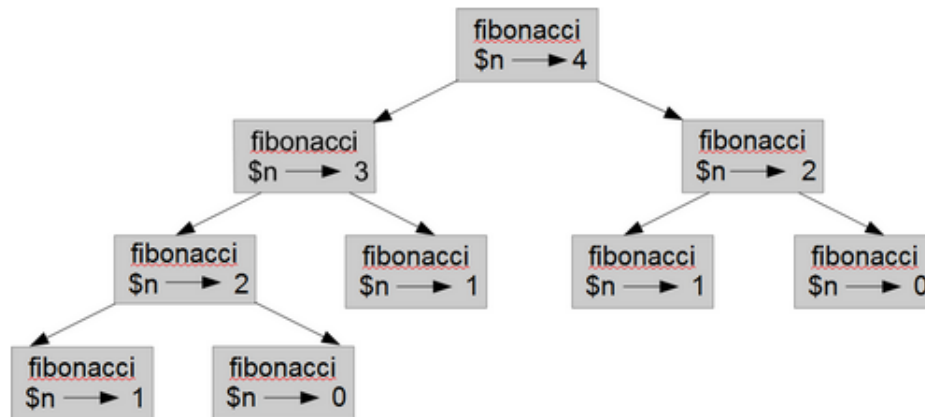 fibonacci
$n → 4
fibonacci
$n → 3
fibonacci
$n → 2
fibonacci
$n → 2
fibonacci
$n → 1
fibonacci
$n → 1
fibonacci
$n → 0
fibonacci
$n → 1
fibonacci
$n → 0